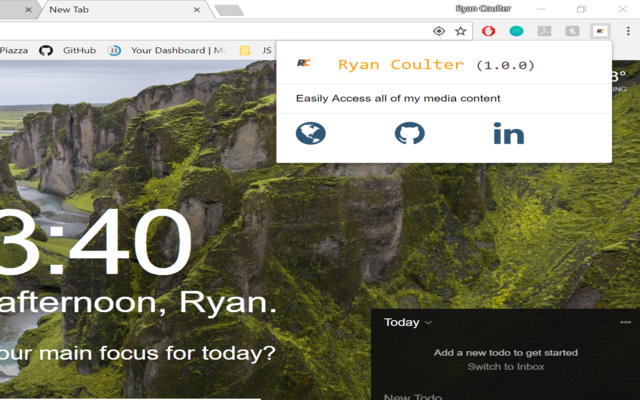 New Tab
Ryan Coulter
Piazza GitHub Your Dashboard | Mi JS
RC Ryan Coulter (1.0.0)
Easily Access all of my media content
in
3:40
afternoon, Ryan.
our main focus for today?
Today
Add a new todo to get started
Switch to Inbox
New Todo